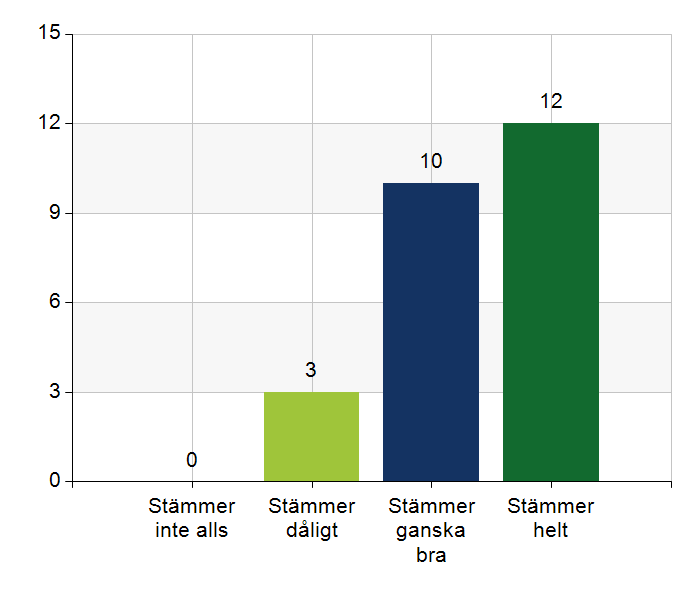 15
12
12
10
9
6
3
3
0
0
Stämmer
inte alls
Stämmer
dåligt
Stämmer
ganska
bra
Stämmer
helt